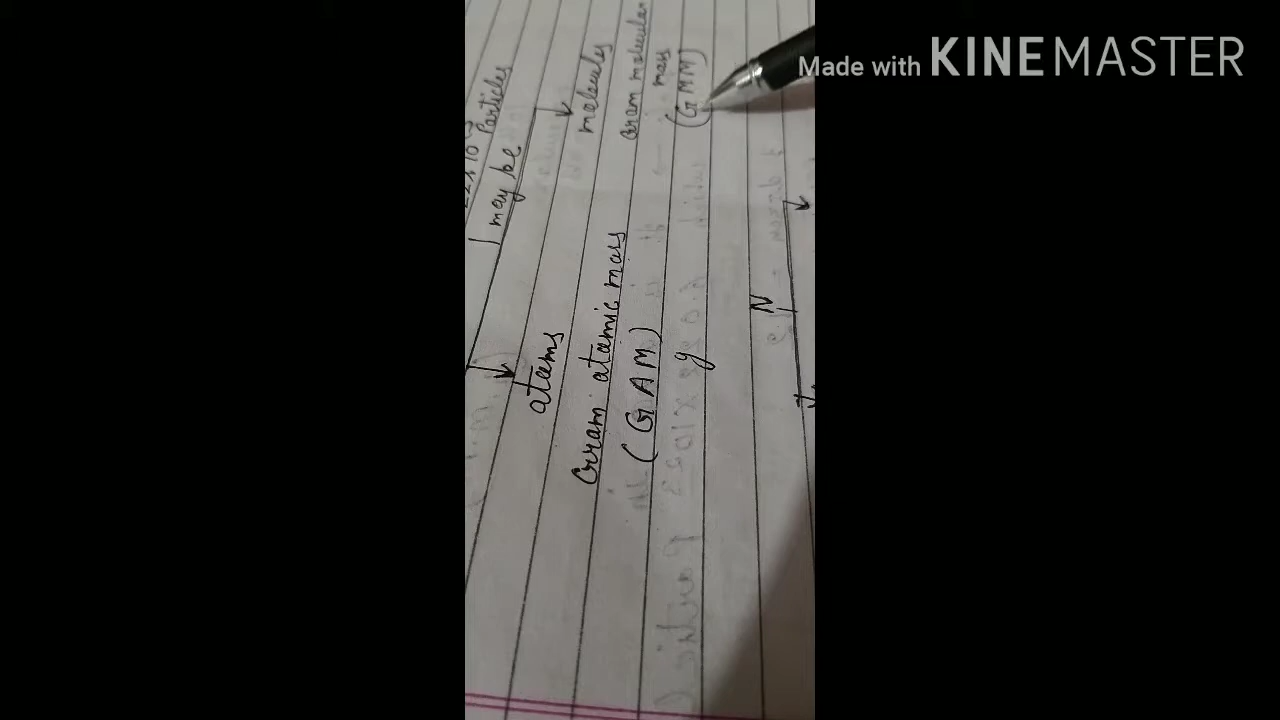 Particles
may be
atoms molecules
Gram atomic mass
(GAM)
Gram molecular
mass
(GMM)
g
N
e.g
Made with KINEMASTER